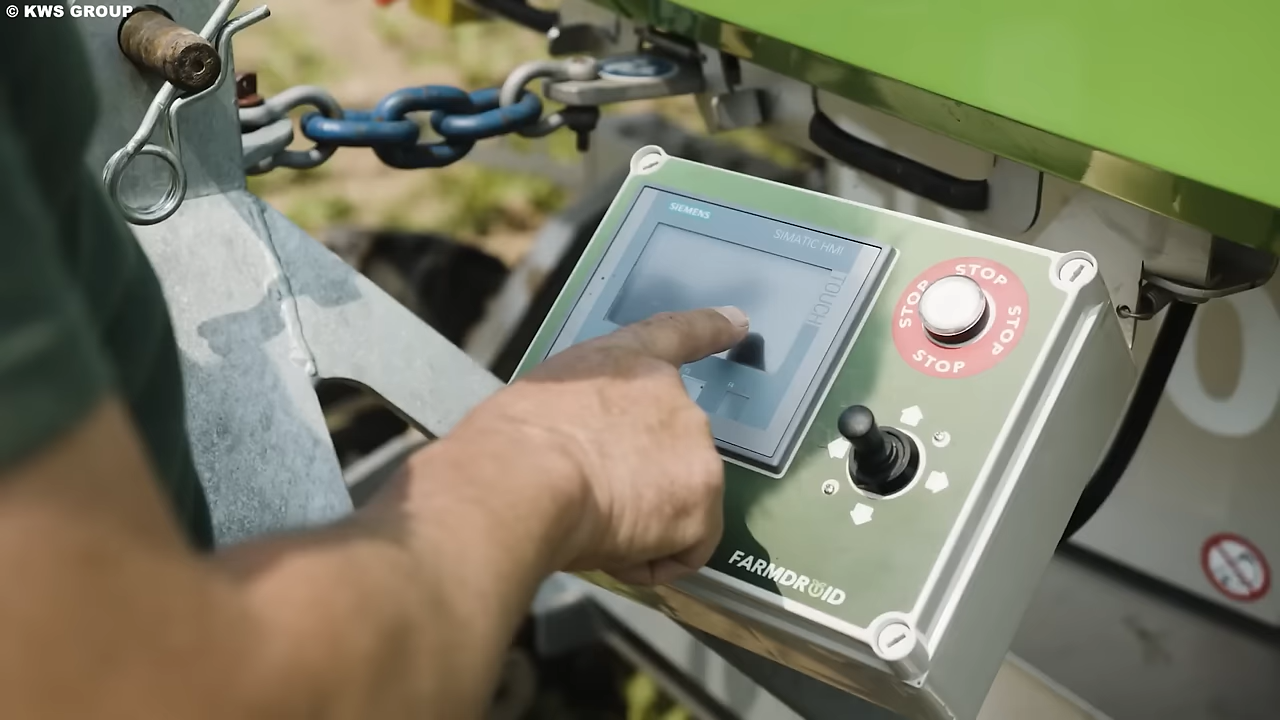 © KWS GROUP
SIEMENS
SIMATIC HMI
TOUCH
STOP
STOP
STOP
STOP
FARMDROID